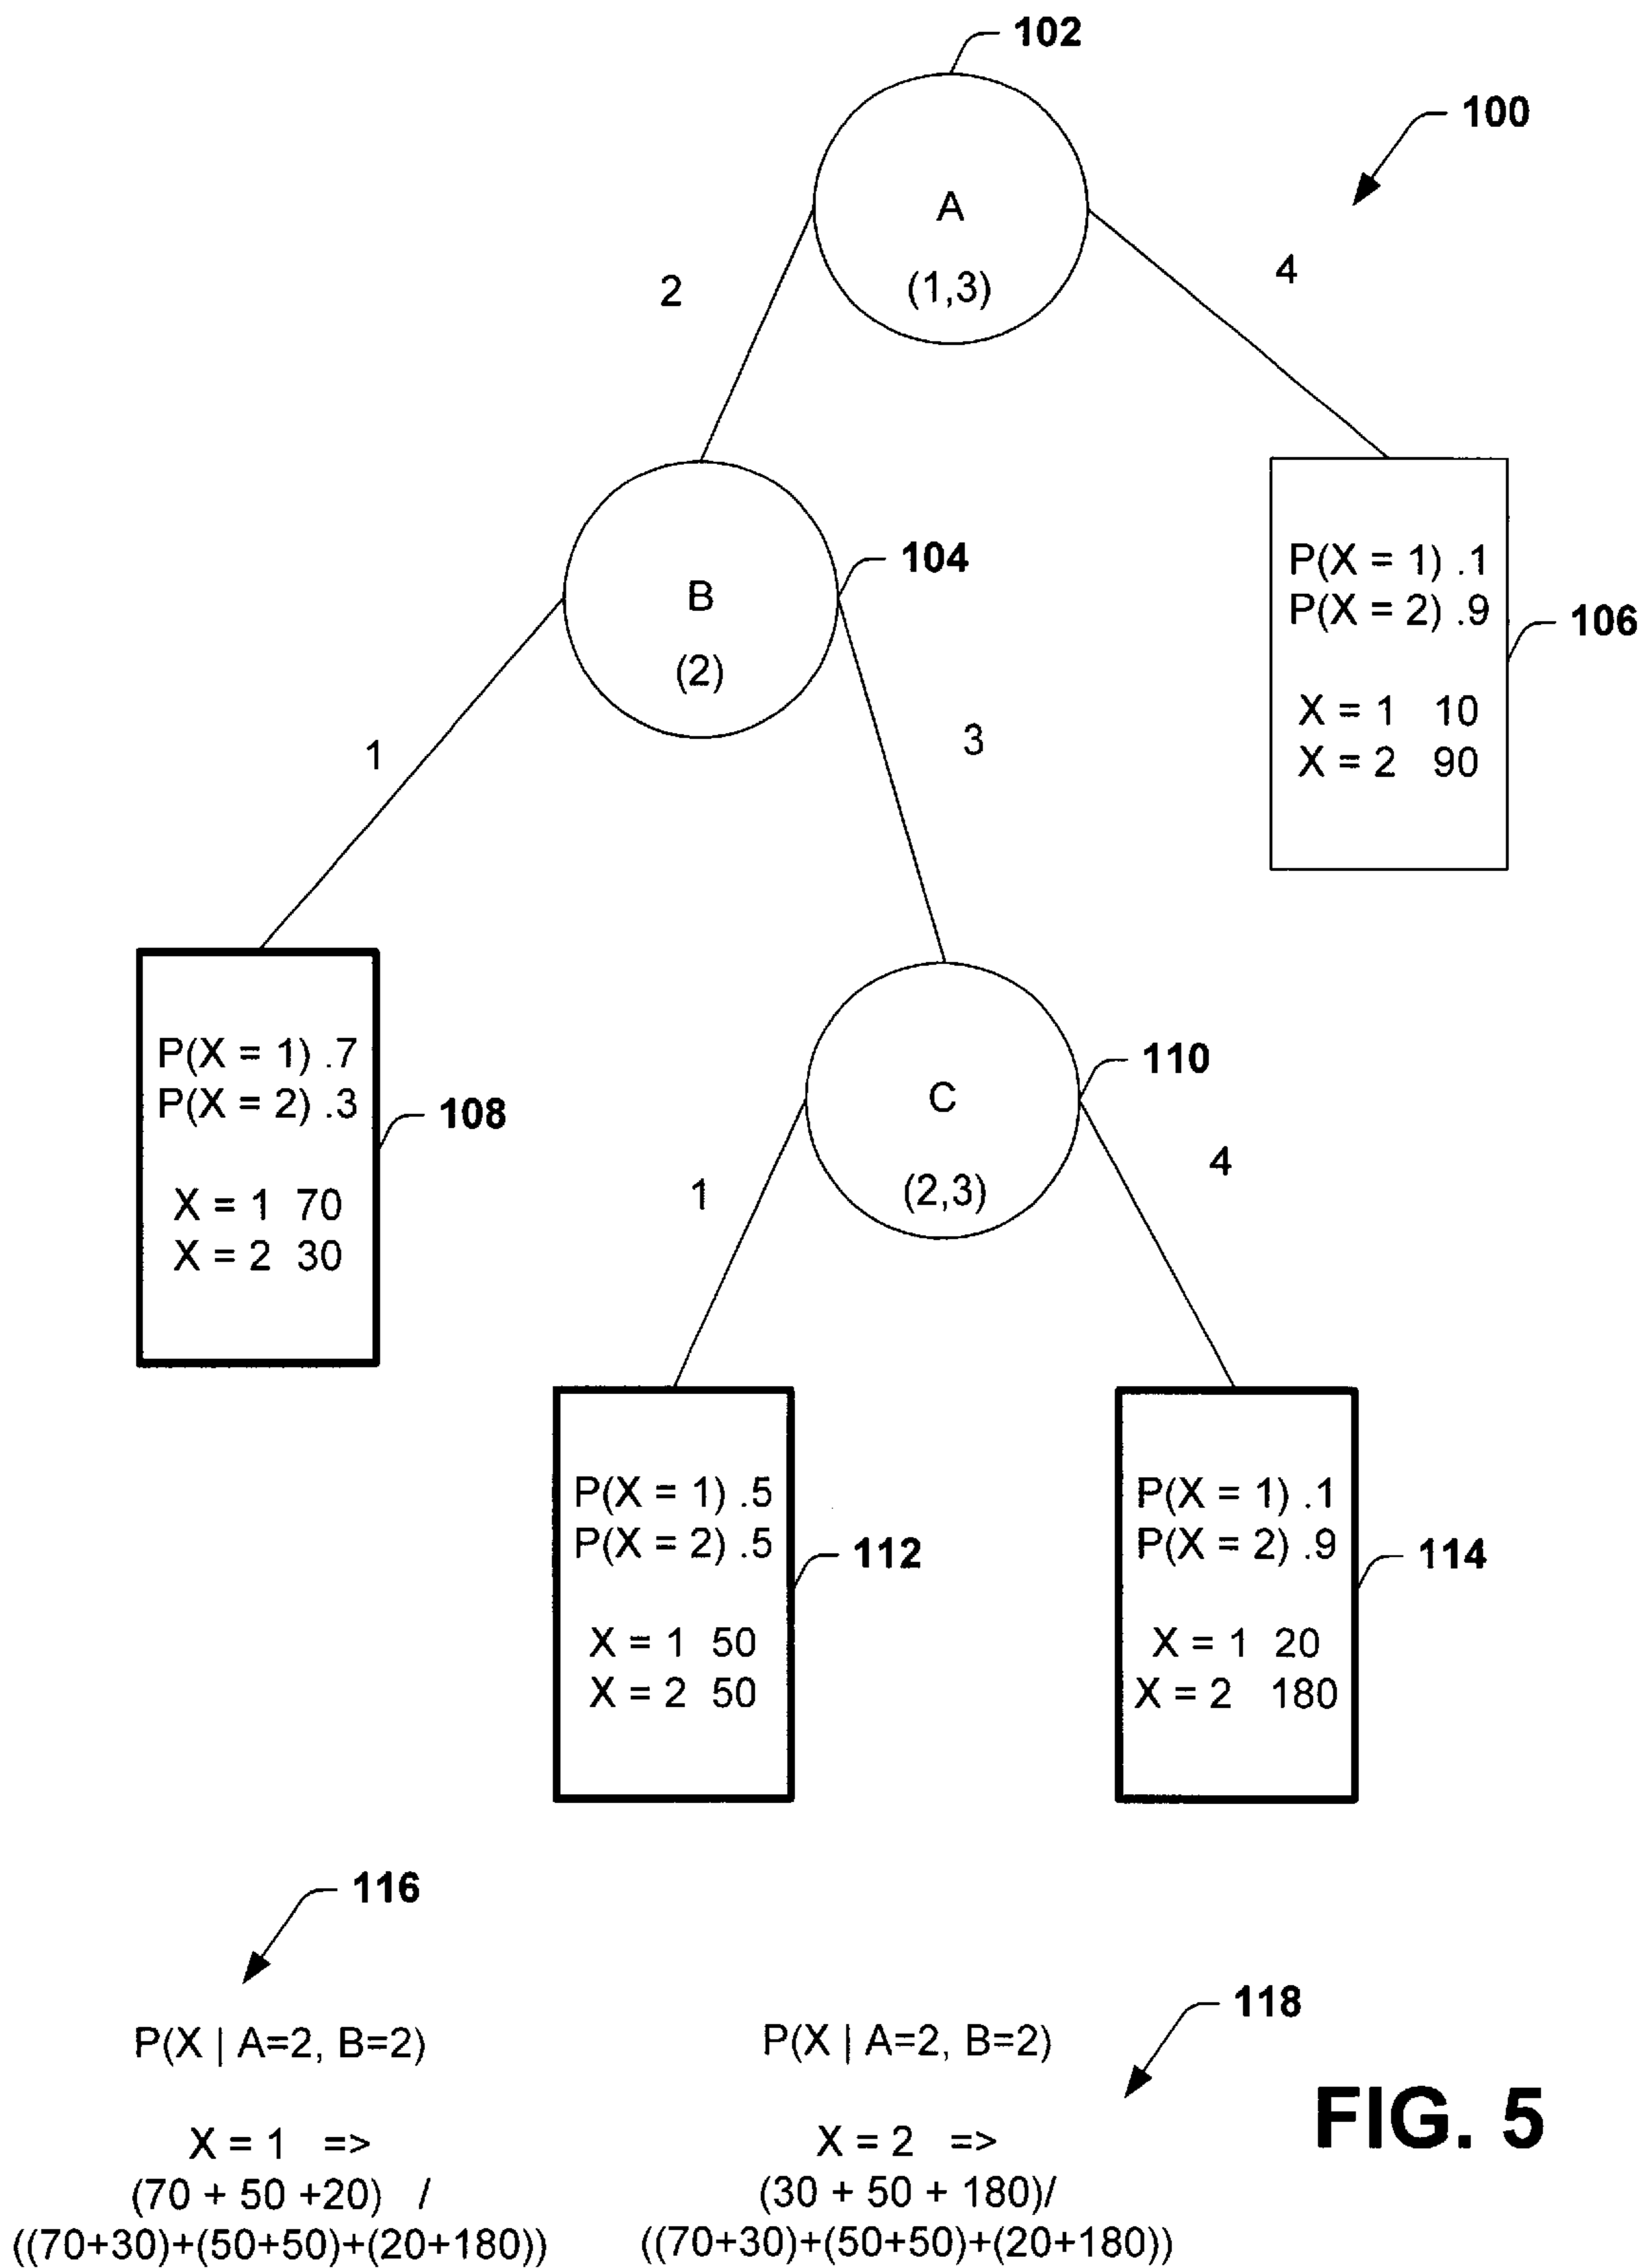 102
100
A
(1,3)
2
4
104
B
(2)
P(X = 1) .1
P(X = 2) .9
X = 1 10
X = 2 90
106
1
3
P(X = 1) .7
P(X = 2) .3
X = 1 70
X = 2 30
108
C
(2,3)
110
1
4
P(X = 1) .5
P(X = 2) .5
X = 1 50
X = 2 50
112
P(X = 1) .1
P(X = 2) .9
X = 1 20
X = 2 180
114
116
P(X | A=2, B=2)
X = 1 =>
(70 + 50 +20) /
((70+30)+(50+50)+(20+180))
118
P(X | A=2, B=2)
X = 2 =>
(30 + 50 + 180)/
((70+30)+(50+50)+(20+180))
FIG. 5